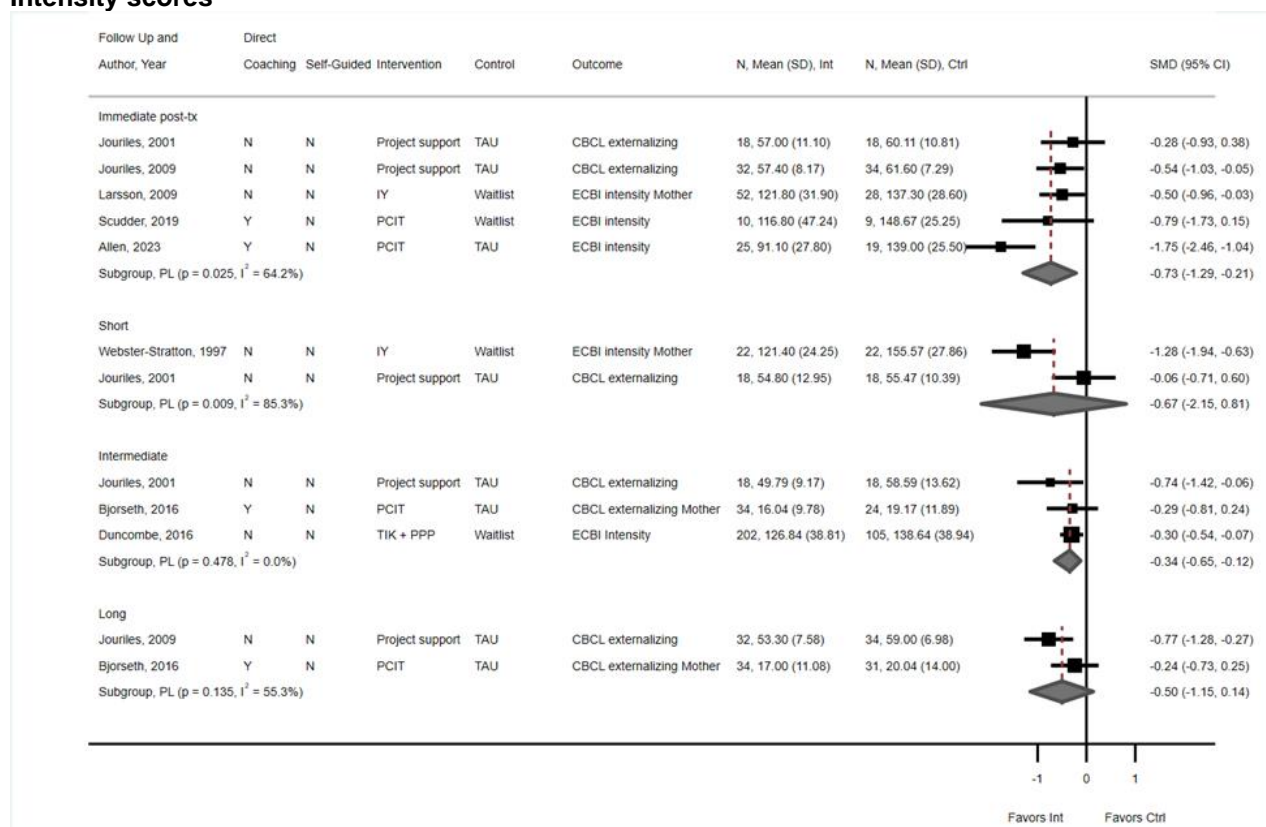 intensity scores
Follow Up and Direct
Author, Year Coaching Self-Guided Intervention Control Outcome N, Mean (SD), Int N, Mean (SD), Ctrl SMD (95% CI)
Immediate post-tx
Jouriles, 2001 N N Project support TAU CBCL externalizing 18, 57.00 (11.10) 18, 60.11 (10.81) -0.28 (-0.93, 0.38)
Jouriles, 2009 N N Project support TAU CBCL externalizing 32, 57.40 (8.17) 34, 61.60 (7.29) -0.54 (-1.03, -0.05)
Larsson, 2009 N N IY Waitlist ECBI intensity Mother 52, 121.80 (31.90) 28, 137.30 (28.60) -0.50 (-0.96, -0.03)
Scudder, 2019 Y N PCIT Waitlist ECBI intensity 10, 116.80 (47.24) 9, 148.67 (25.25) -0.79 (-1.73, 0.15)
Allen, 2023 Y N PCIT TAU ECBI intensity 25, 91.10 (27.80) 19, 139.00 (25.50) -1.75 (-2.46, -1.04)
Subgroup, PL (p = 0.025, I² = 64.2%) -0.73 (-1.29, -0.21)
Short
Webster-Stratton, 1997 N N IY Waitlist ECBI intensity Mother 22, 121.40 (24.25) 22, 155.57 (27.86) -1.28 (-1.94, -0.63)
Jouriles, 2001 N N Project support TAU CBCL externalizing 18, 54.80 (12.95) 18, 55.47 (10.39) -0.06 (-0.71, 0.60)
Subgroup, PL (p = 0.009, I² = 85.3%) -0.67 (-2.15, 0.81)
Intermediate
Jouriles, 2001 N N Project support TAU CBCL externalizing 18, 49.79 (9.17) 18, 58.59 (13.62) -0.74 (-1.42, -0.06)
Bjorseth, 2016 Y N PCIT TAU CBCL externalizing Mother 34, 16.04 (9.78) 24, 19.17 (11.89) -0.29 (-0.81, 0.24)
Duncombe, 2016 N N TIK + PPP Waitlist ECBI Intensity 202, 126.84 (38.81) 105, 138.64 (38.94) -0.30 (-0.54, -0.07)
Subgroup, PL (p = 0.478, I² = 0.0%) -0.34 (-0.65, -0.12)
Long
Jouriles, 2009 N N Project support TAU CBCL externalizing 32, 53.30 (7.58) 34, 59.00 (6.98) -0.77 (-1.28, -0.27)
Bjorseth, 2016 Y N PCIT TAU CBCL externalizing Mother 34, 17.00 (11.08) 31, 20.04 (14.00) -0.24 (-0.73, 0.25)
Subgroup, PL (p = 0.135, I² = 55.3%) -0.50 (-1.15, 0.14)
-1 0 1
Favors Int Favors Ctrl